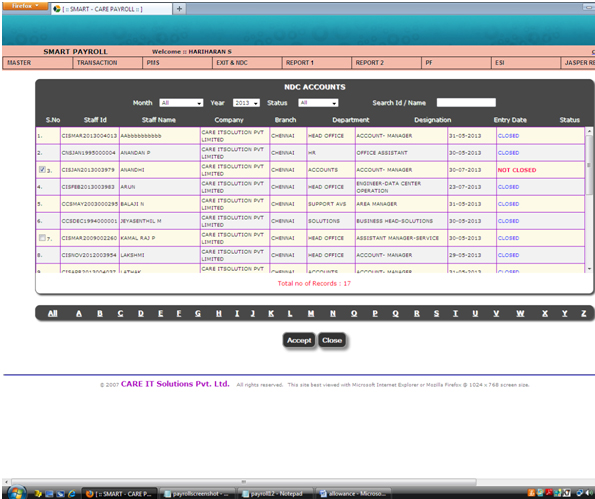 Firefox
[ :: SMART - CARE PAYROLL :: ]
SMART PAYROLL Welcome :: HARIHARAN S
MASTER TRANSACTION PMS EXIT & NDC REPORT 1 REPORT 2 PF ESI JASPER RE
NDC ACCOUNTS
Month All Year 2013 Status All Search Id / Name
S.No Staff Id Staff Name Company Branch Department Designation Entry Date Status
1. CISMAR2013004013 AAbbbbbbbbbb CARE ITSOLUTION PVT LIMITED CHENNAI HEAD OFFICE ACCOUNT- MANAGER 31-05-2013 CLOSED
2. CNSJAN1995000004 ANANDAN P CARE ITSOLUTION PVT LIMITED CHENNAI HR OFFICE ASSISTANT 30-05-2013 CLOSED
3. CISJAN2013003979 ANANDHI CARE ITSOLUTION PVT LIMITED CHENNAI ACCOUNTS ACCOUNT- MANAGER 30-07-2013 NOT CLOSED
4. CISFEB2013003983 ARUN CARE ITSOLUTION PVT LIMITED CHENNAI HEAD OFFICE ENGINEER-DATA CENTER OPERATION 23-07-2013 CLOSED
5. CCSMAY2003000295 BALAJI N CARE ITSOLUTION PVT LIMITED CHENNAI SUPPORT AVS AREA MANAGER 31-05-2013 CLOSED
6. CCSDEC1994000001 JEYASENTHIL M CARE ITSOLUTION PVT LIMITED CHENNAI SOLUTIONS BUSINESS HEAD-SOLUTIONS 30-05-2013 CLOSED
7. CISMAR2009002260 KAMAL RAJ P CARE ITSOLUTION PVT LIMITED CHENNAI HEAD OFFICE ASSISTANT MANAGER-SERVICE 30-05-2013 CLOSED
8. CISNOV2012003954 LAKSHMI CARE ITSOLUTION PVT LIMITED CHENNAI HEAD OFFICE ACCOUNT- MANAGER 29-05-2013 CLOSED
9. LATHAK CARE ITSOLUTION PVT CHENNAI ACCOUNTS ACCOUNT- MANAGER 31-05-2013 CLOSED
Total no of Records : 17
All A B C D E F G H I J K L M N O P Q R S T U V W X Y Z
Accept Close
© 2007 CARE IT Solutions Pvt. Ltd. All rights reserved. This site best viewed with Microsoft Internet Explorer or Mozilla Firefox @ 1024 x 768 screen size.
[ :: SMART - CARE P... payrollscreenshot - ... payroll12 - Notepad allowance - Microso...